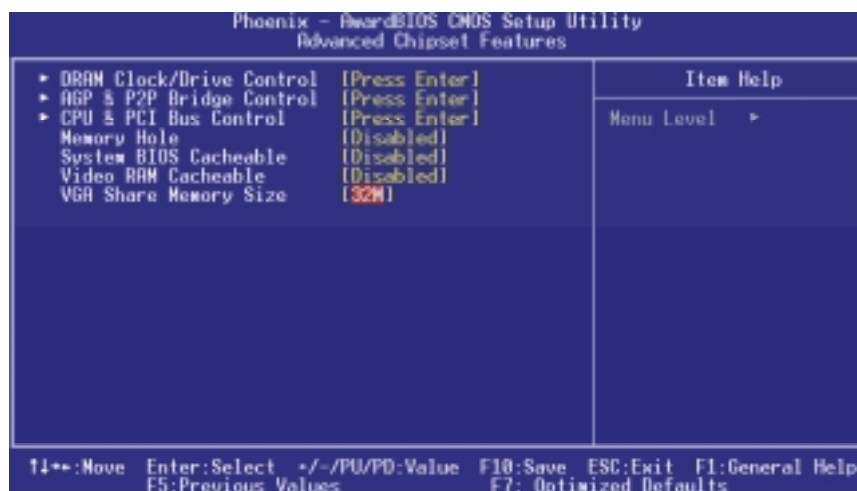 Phoenix - AwardBIOS CMOS Setup Utility
Advanced Chipset Features
► DRAM Clock/Drive Control [Press Enter]
► AGP & P2P Bridge Control [Press Enter]
► CPU & PCI Bus Control [Press Enter]
Memory Hole [Disabled]
System BIOS Cacheable [Disabled]
Video RAM Cacheable [Disabled]
VGA Share Memory Size [32M]
Item Help
Menu Level ►
↑↓→←:Move Enter:Select +/-/PU/PD:Value F10:Save ESC:Exit F1:General Help
F5:Previous Values F7: Optimized Defaults